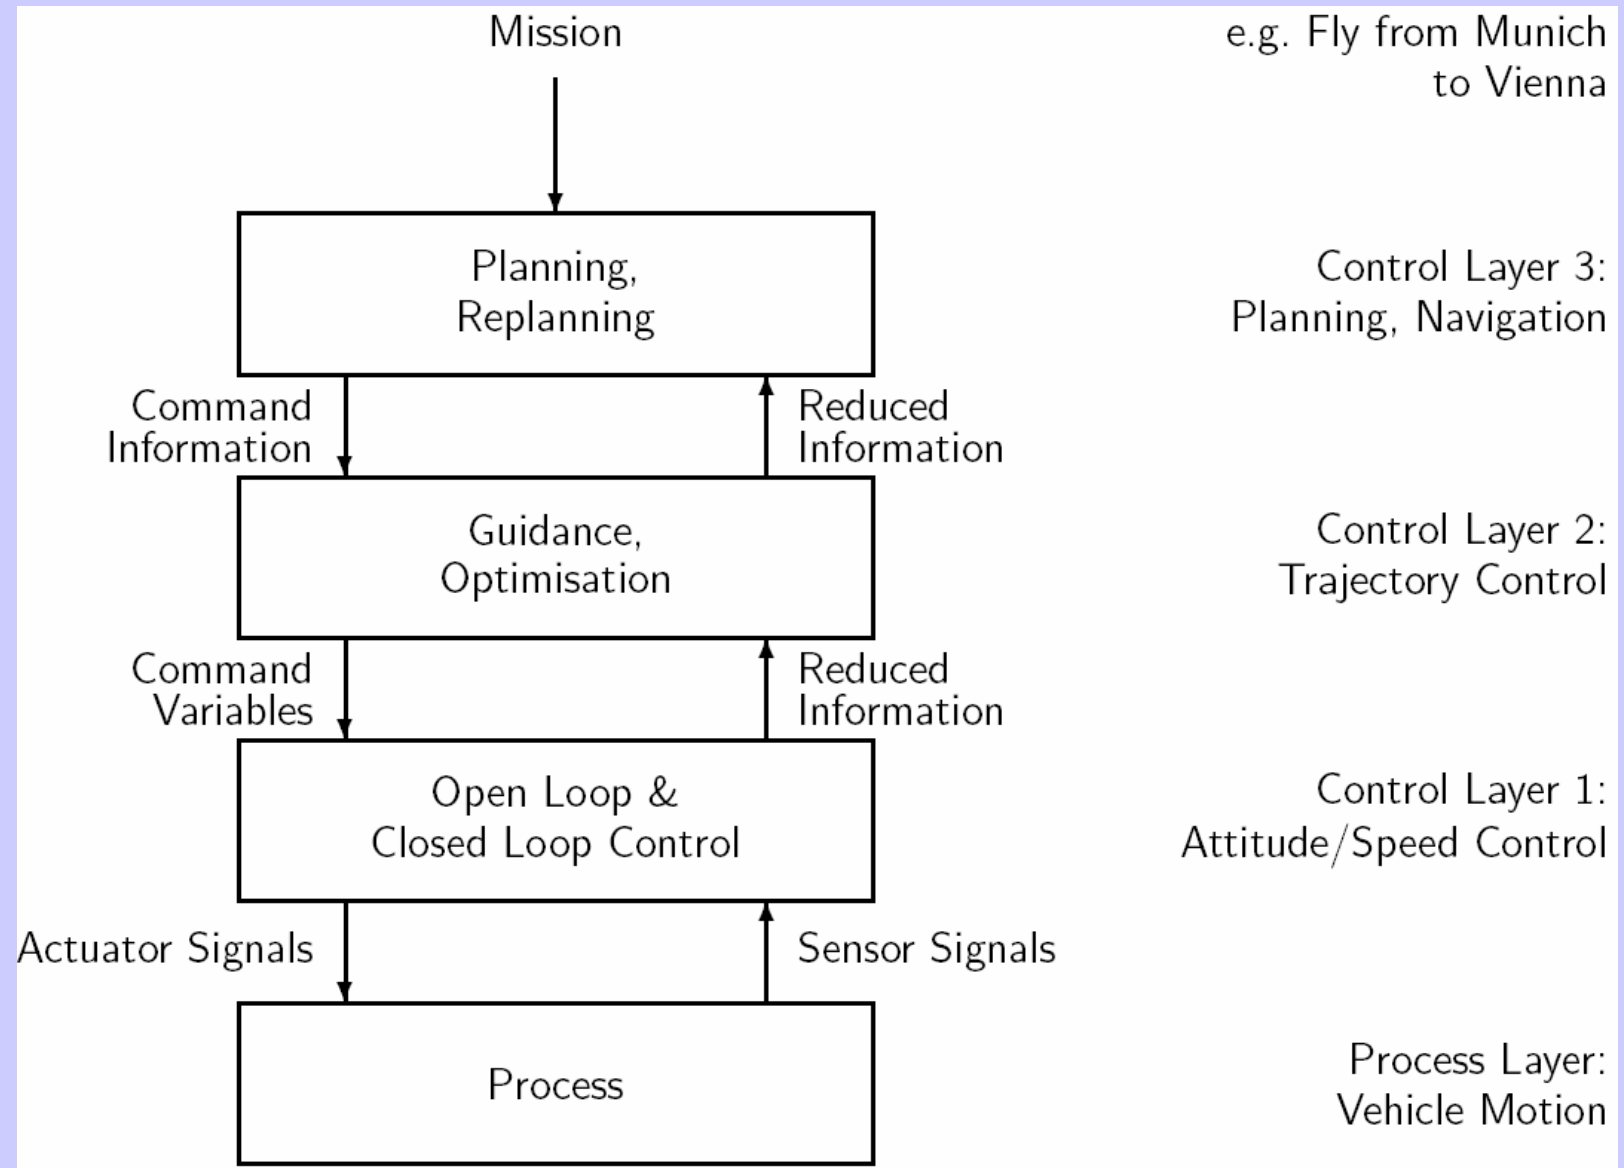 Mission
e.g. Fly from Munich
to Vienna
Planning,
Replanning
Control Layer 3:
Planning, Navigation
Command
Information
Reduced
Information
Guidance,
Optimisation
Control Layer 2:
Trajectory Control
Command
Variables
Reduced
Information
Open Loop &
Closed Loop Control
Control Layer 1:
Attitude/Speed Control
Actuator Signals
Sensor Signals
Process
Process Layer:
Vehicle Motion